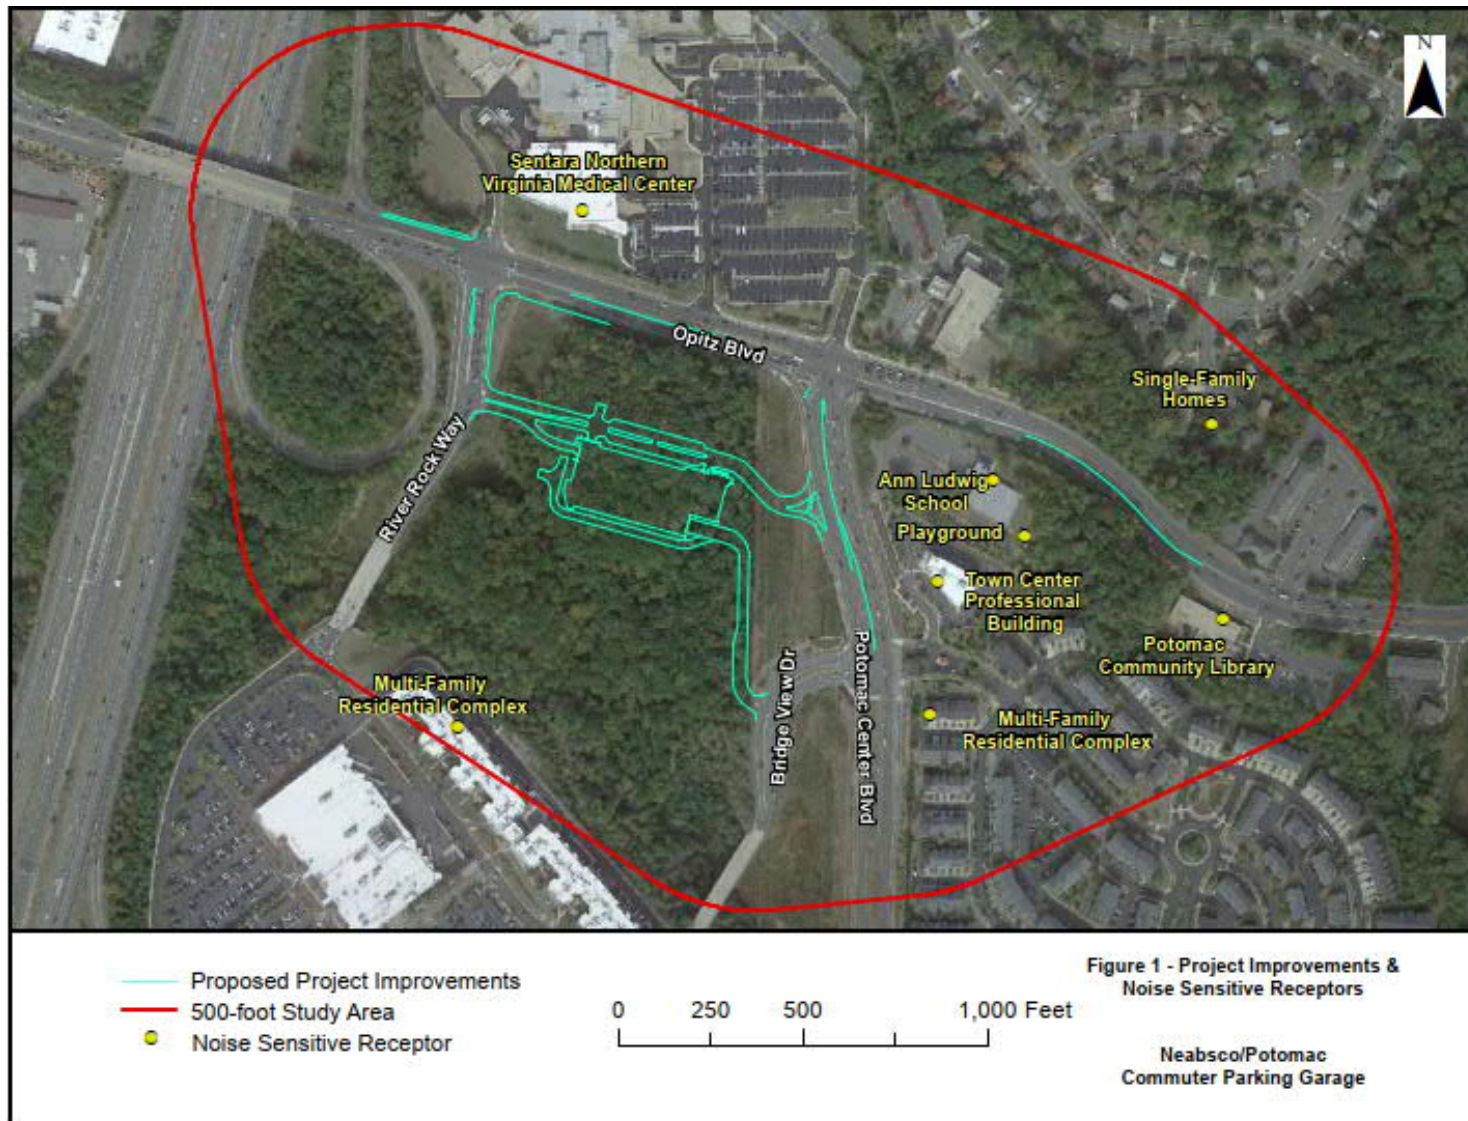 N
Sentara Northern
Virginia Medical Center
Opitz Blvd
Single-Family
Homes
River Rock Way
Ann Ludwig
School
Playground
Town Center
Professional
Building
Potomac
Community Library
Multi-Family
Residential Complex
Bridge View Dr
Potomac Center Blvd
Multi-Family
Residential Complex
Proposed Project Improvements
500-foot Study Area
Noise Sensitive Receptor
0 250 500 1,000 Feet
Figure 1 - Project Improvements &
Noise Sensitive Receptors
Neabsco/Potomac
Commuter Parking Garage